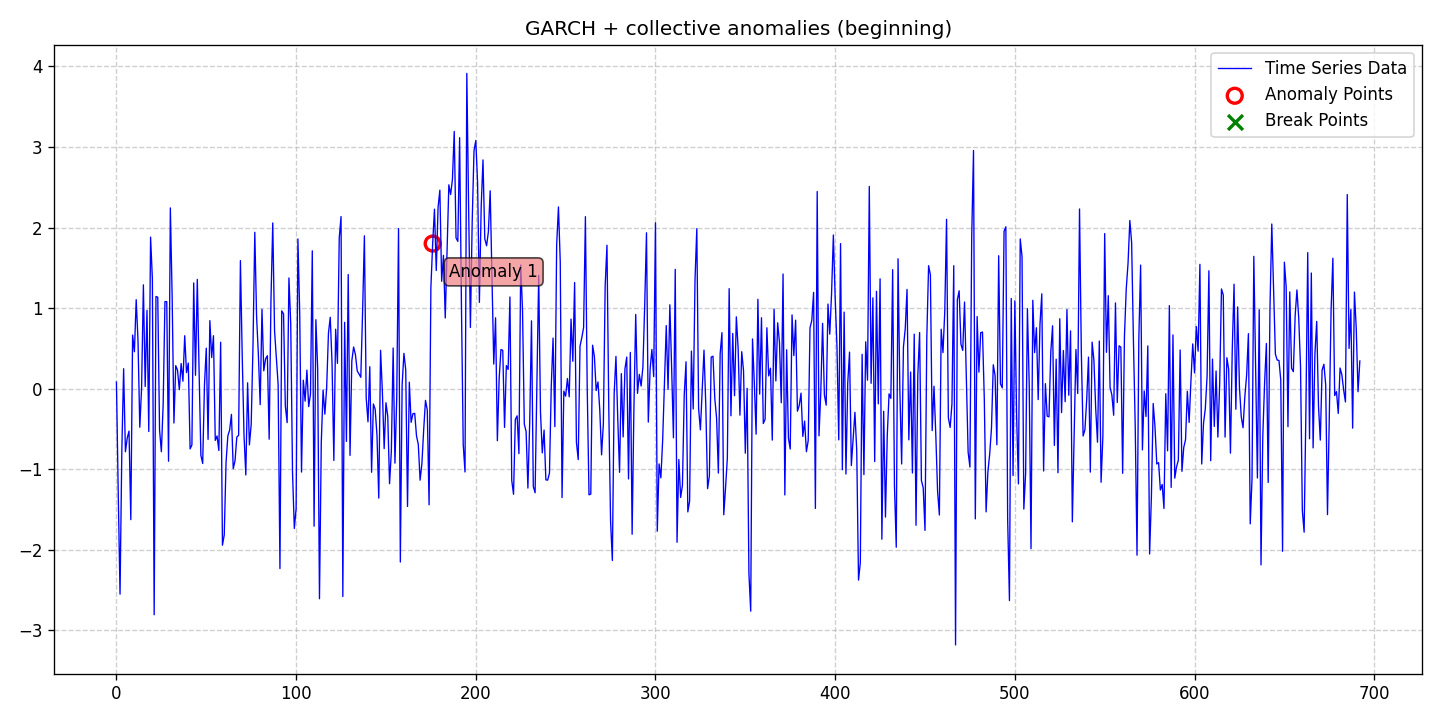 GARCH + collective anomalies (beginning)
Time Series Data
Anomaly Points
Break Points
Anomaly 1
4
3
2
1
0
−1
−2
−3
0 100 200 300 400 500 600 700